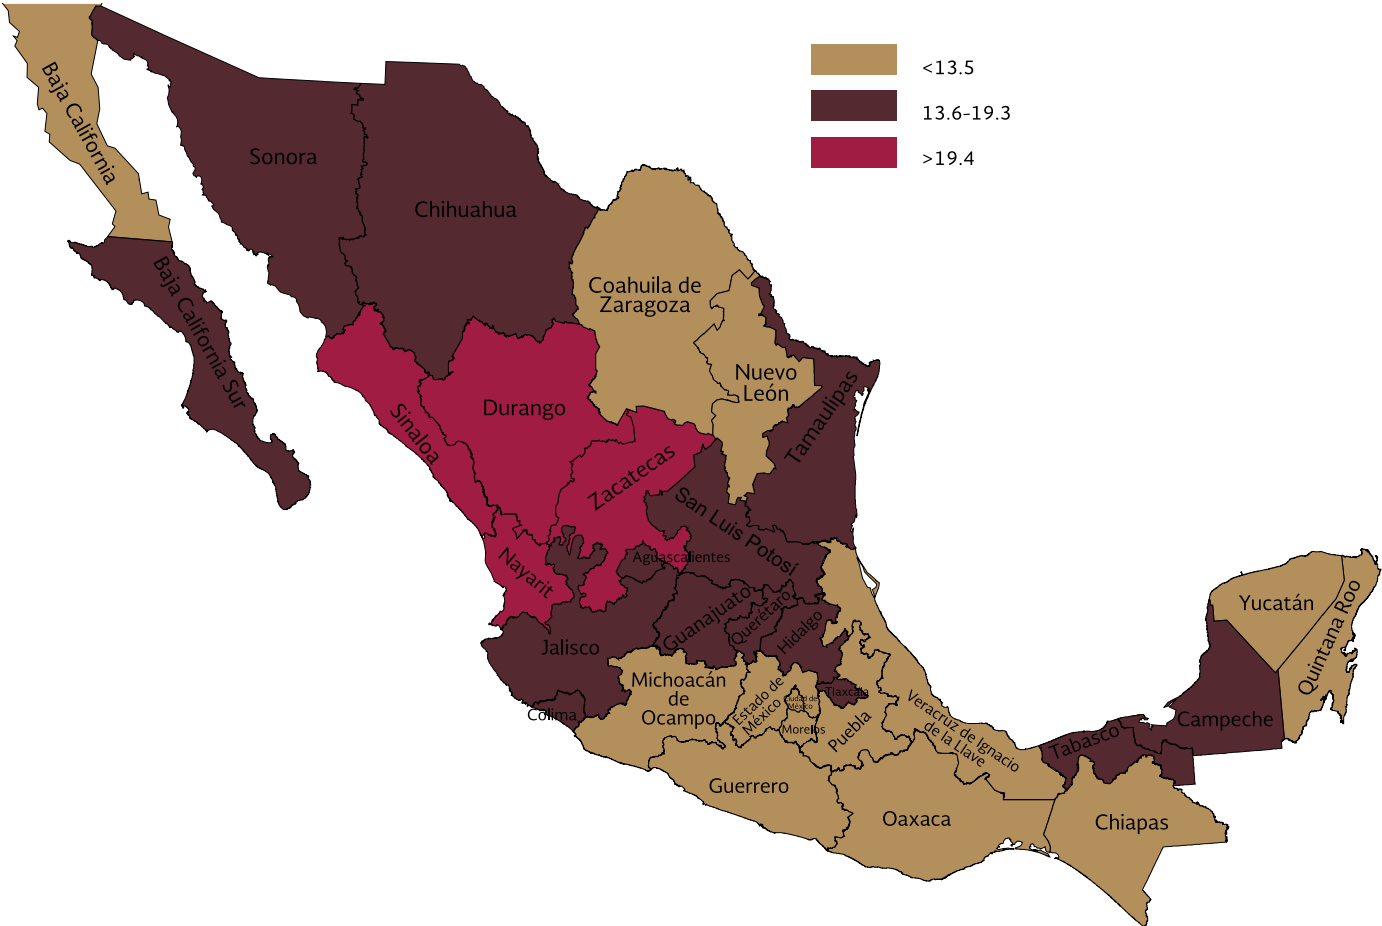 <13.5
13.6-19.3
>19.4
Baja California
Sonora
Chihuahua
Baja California Sur
Coahuila de
Zaragoza
Nuevo
León
Tamaulipas
Durango
Sinaloa
Zacatecas
San Luis Potosí
Aguascalientes
Nayarit
Guanajuato
Querétaro
Hidalgo
Jalisco
Yucatán
Quintana Roo
Michoacán
de
Ocampo
Estado de
México
Ciudad de
México
Tlaxcala
Colima
Morelos
Puebla
Veracruz de Ignacio
de la Llave
Tabasco
Campeche
Guerrero
Oaxaca
Chiapas